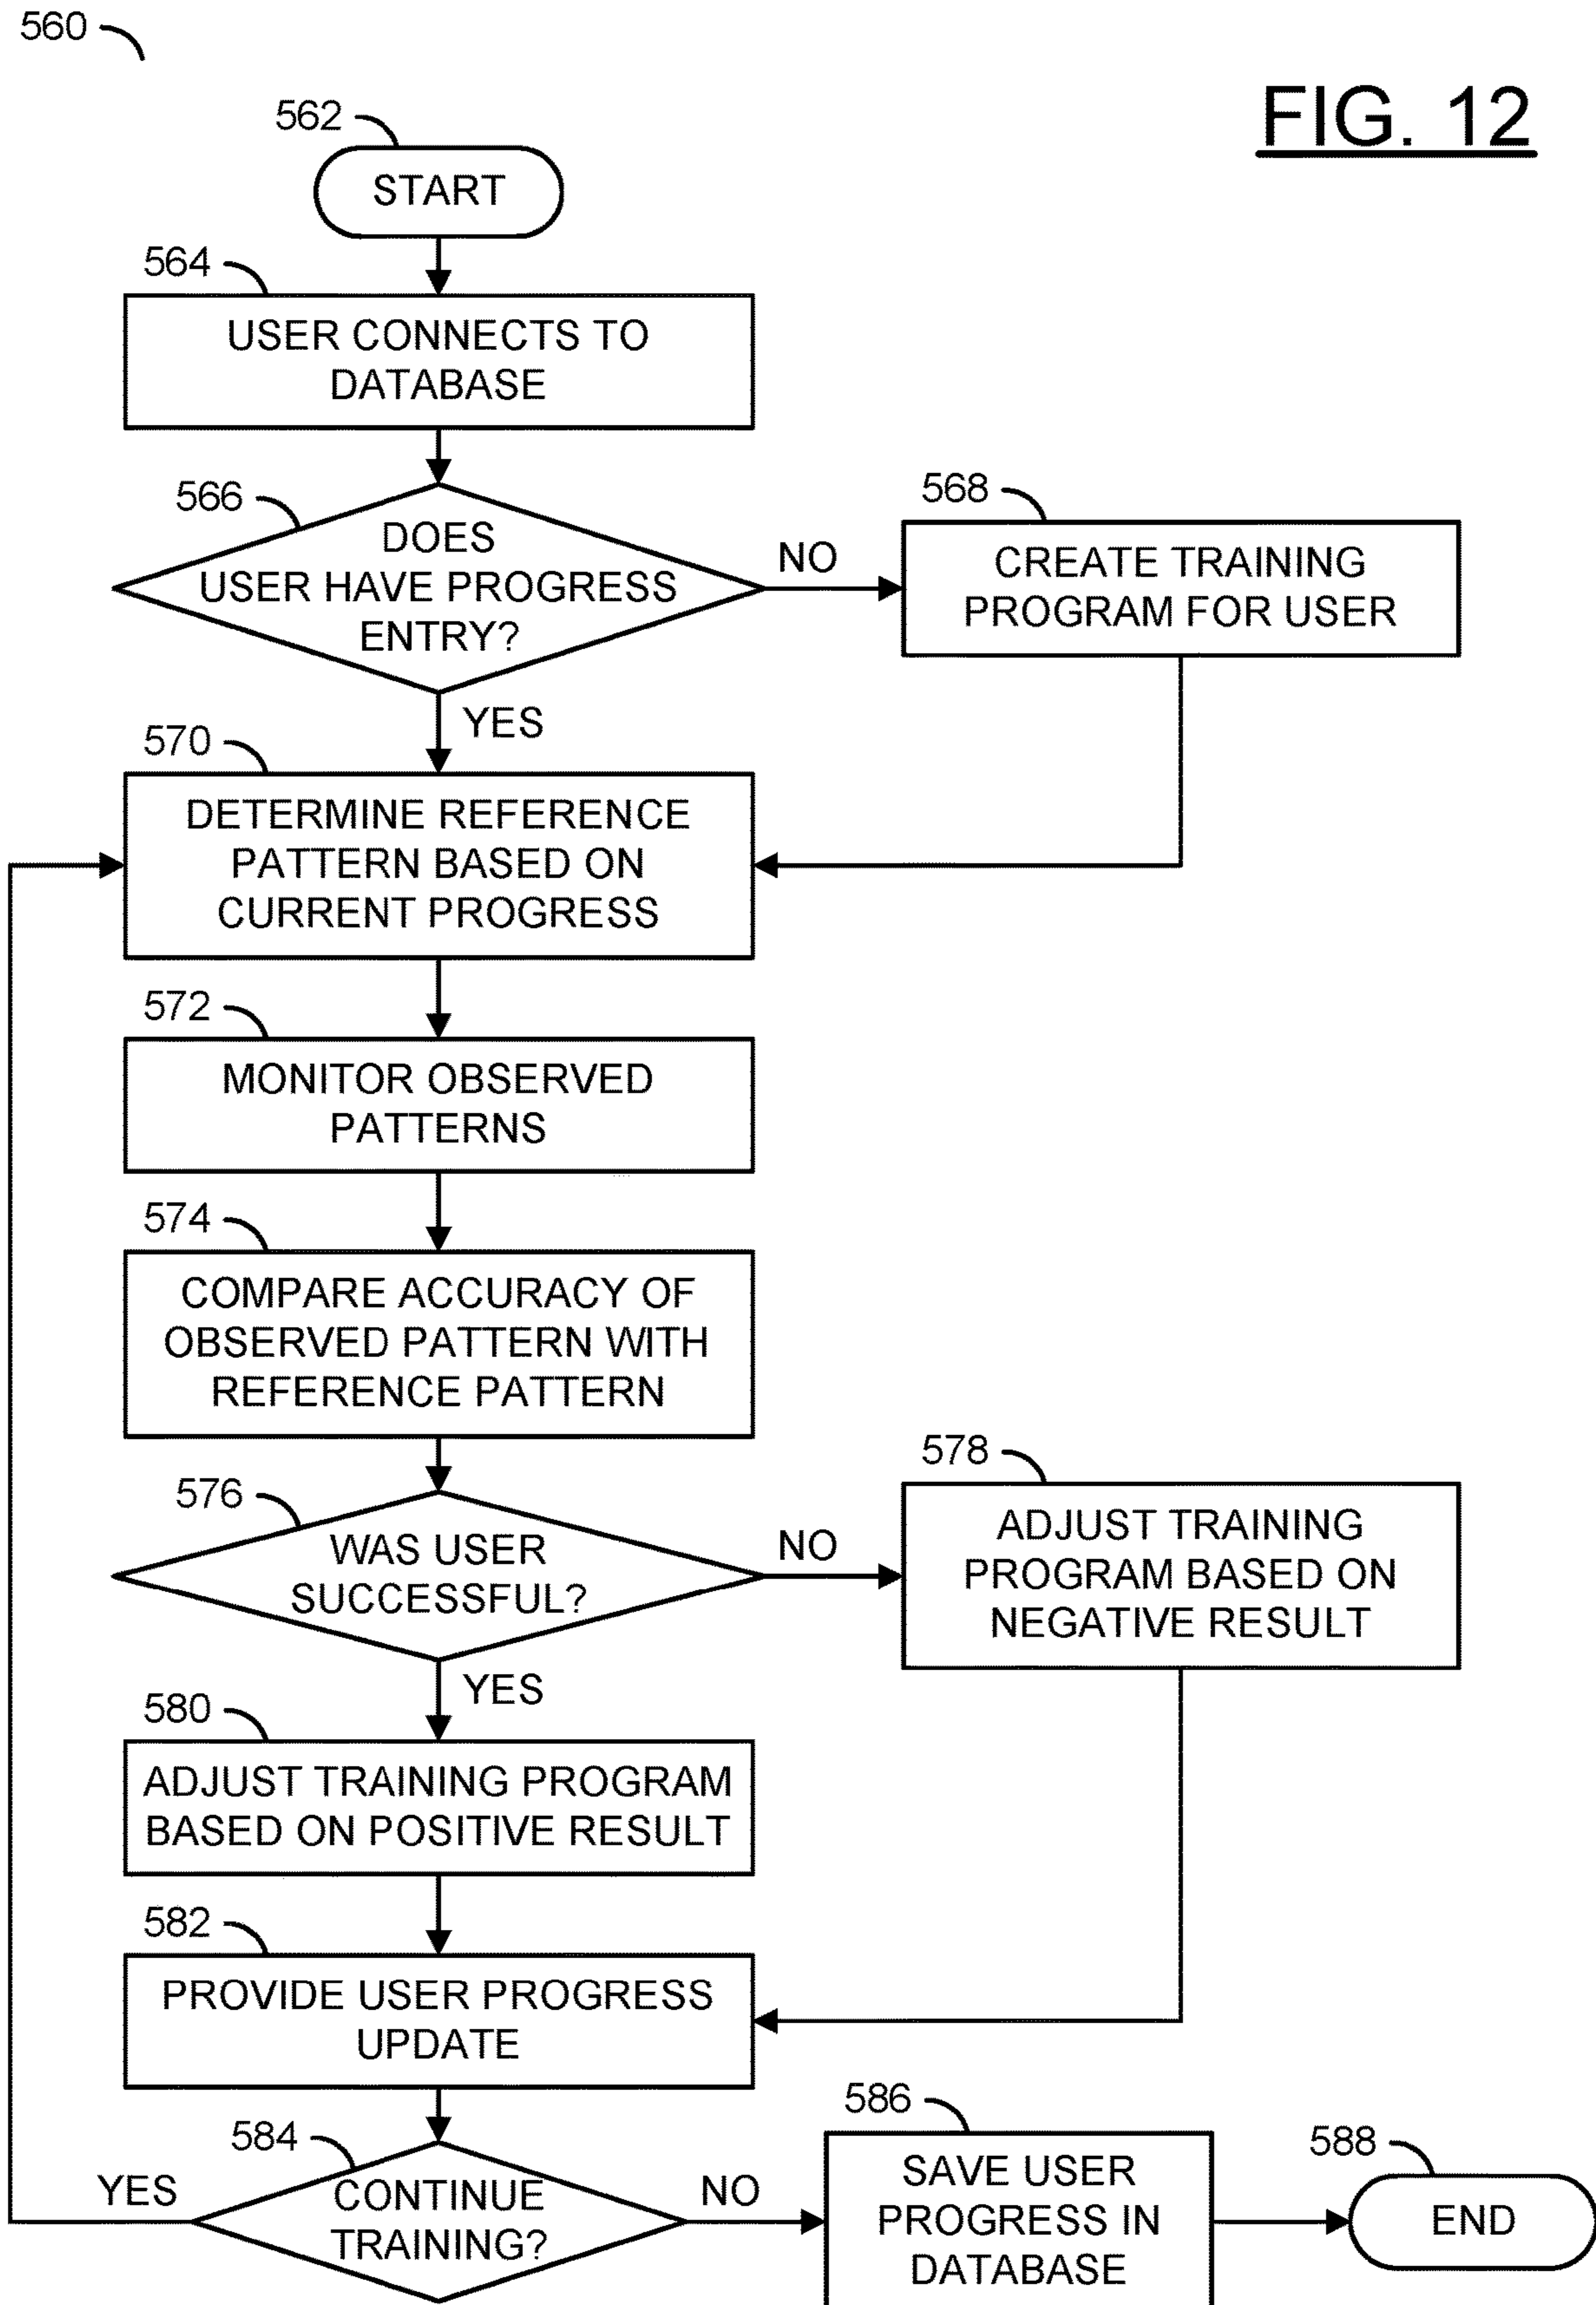 560
FIG. 12
562
START
564
USER CONNECTS TO
DATABASE
566
DOES
USER HAVE PROGRESS
ENTRY?
NO
568
CREATE TRAINING
PROGRAM FOR USER
YES
570
DETERMINE REFERENCE
PATTERN BASED ON
CURRENT PROGRESS
572
MONITOR OBSERVED
PATTERNS
574
COMPARE ACCURACY OF
OBSERVED PATTERN WITH
REFERENCE PATTERN
576
WAS USER
SUCCESSFUL?
NO
578
ADJUST TRAINING
PROGRAM BASED ON
NEGATIVE RESULT
YES
580
ADJUST TRAINING PROGRAM
BASED ON POSITIVE RESULT
582
PROVIDE USER PROGRESS
UPDATE
584
CONTINUE
TRAINING?
YES
NO
586
SAVE USER
PROGRESS IN
DATABASE
588
END